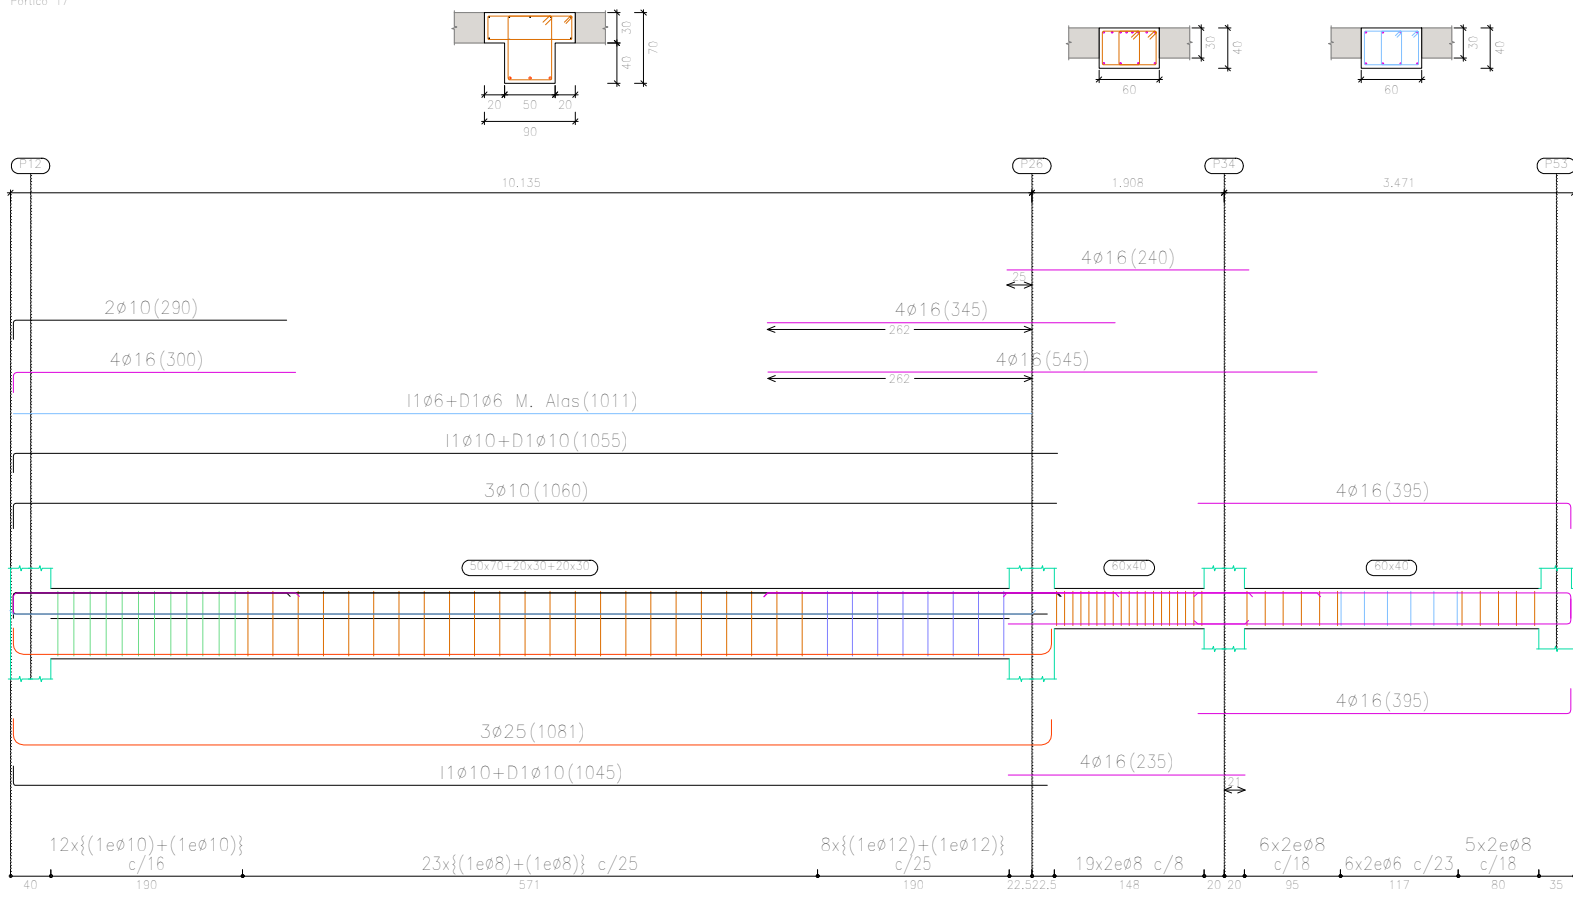 Pórtico 17
30
70
40
20 50 20
90
30
40
60
30
40
60
P12
P26
P34
P53
10.135
1.908
3.471
4ø16(240)
25
2ø10(290)
4ø16(345)
262
4ø16(300)
4ø16(545)
262
I1ø6+D1ø6 M. Alas(1011)
I1ø10+D1ø10(1055)
3ø10(1060)
4ø16(395)
50x70+20x30+20x30
60x40
60x40
4ø16(395)
3ø25(1081)
4ø16(235)
I1ø10+D1ø10(1045)
21
12x{(1eø10)+(1eø10)}
c/16
23x{(1eø8)+(1eø8)} c/25
8x{(1eø12)+(1eø12)}
c/25
19x2eø8 c/8
6x2eø8
c/18
6x2eø6 c/23
5x2eø8
c/18
40 190 571 190 22.5 22.5 148 20 20 95 117 80 35